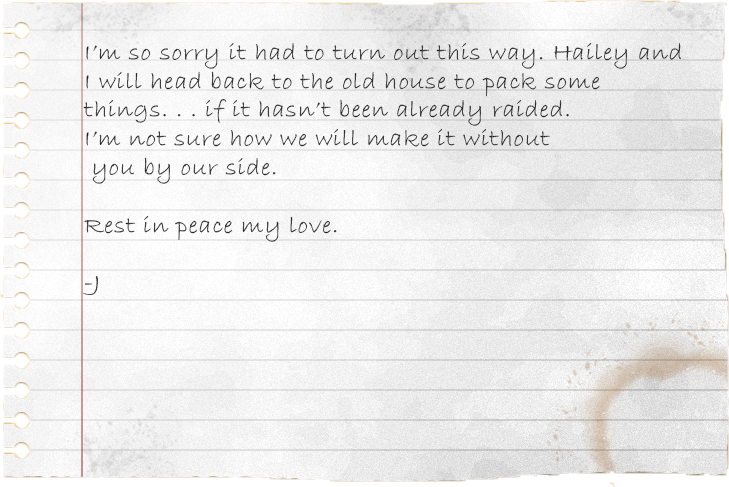 I'm so sorry it had to turn out this way. Hailey and
I will head back to the old house to pack some
things. . . if it hasn't been already raided.
I'm not sure how we will make it without
you by our side.
Rest in peace my love.
-J